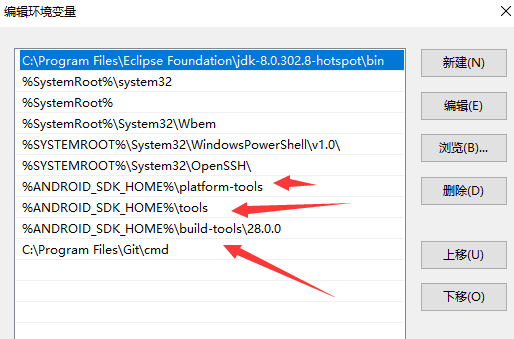 编辑环境变量
C:\Program Files\Eclipse Foundation\jdk-8.0.302.8-hotspot\bin
新建(N)
%SystemRoot%\system32
%SystemRoot%
编辑(E)
%SystemRoot%\System32\Wbem
%SYSTEMROOT%\System32\WindowsPowerShell\v1.0\
浏览(B)...
%SYSTEMROOT%\System32\OpenSSH\
%ANDROID_SDK_HOME%\platform-tools
删除(D)
%ANDROID_SDK_HOME%\tools
%ANDROID_SDK_HOME%\build-tools\28.0.0
C:\Program Files\Git\cmd
上移(U)
下移(O)